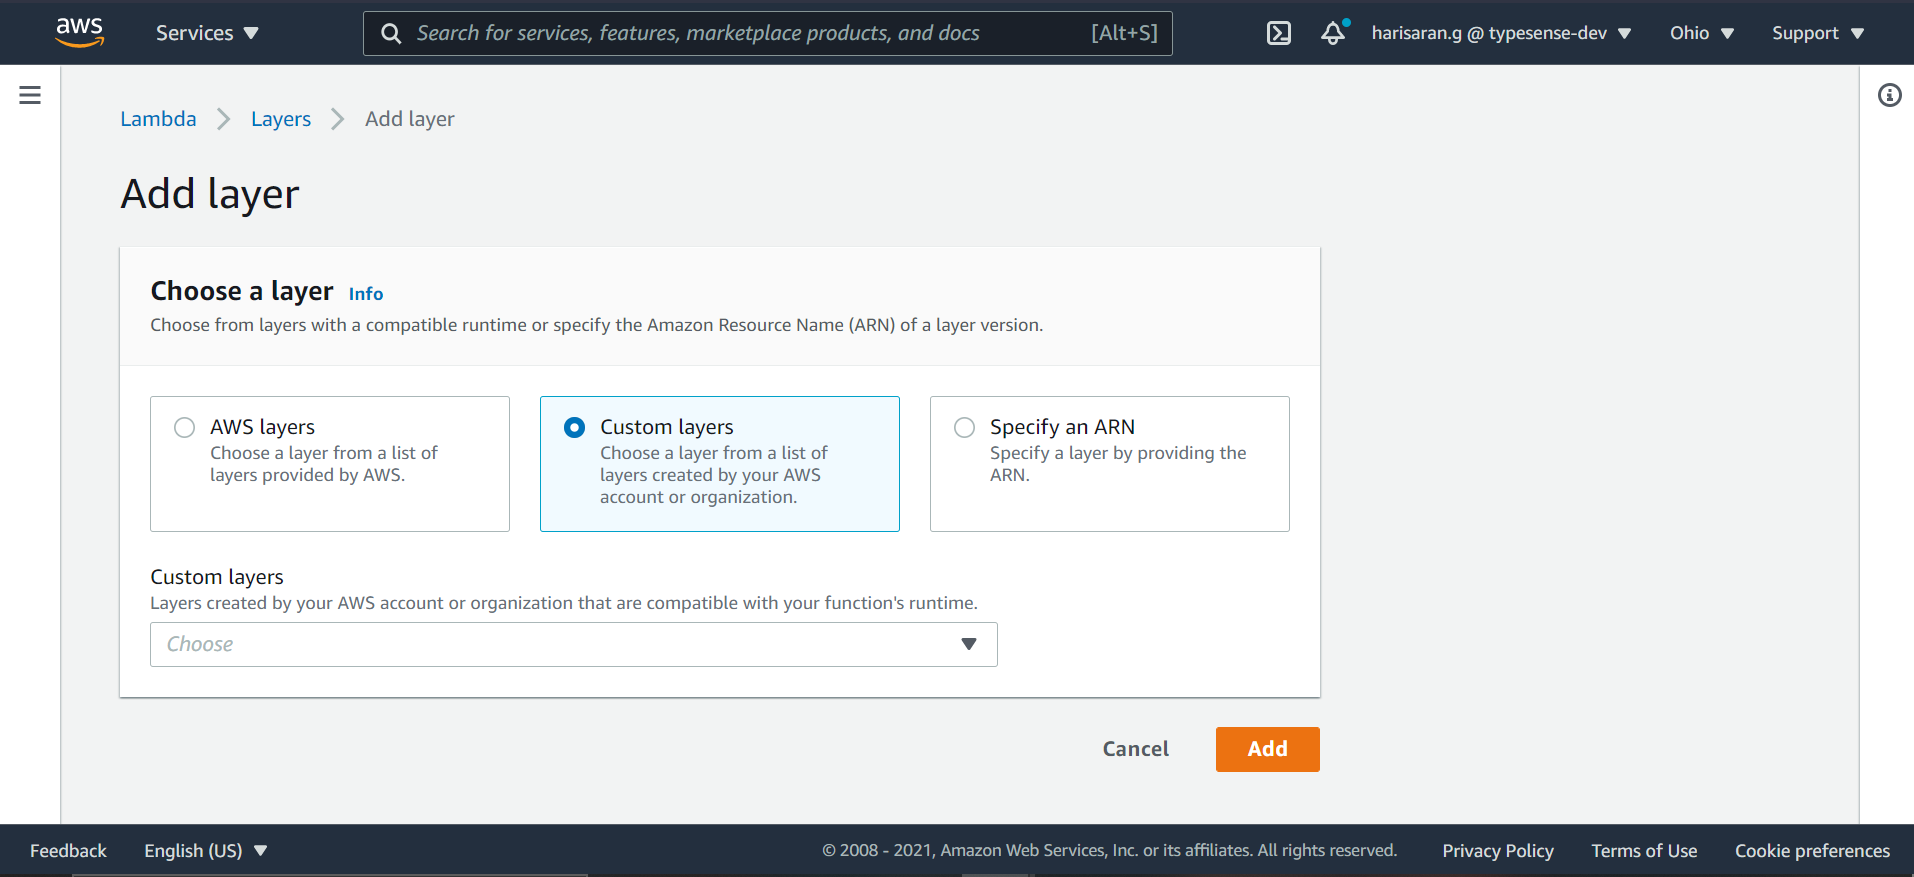 aws Services Search for services, features, marketplace products, and docs [Alt+S] harisaran.g @ typesense-dev Ohio Support
Lambda Layers Add layer
Add layer
Choose a layer Info
Choose from layers with a compatible runtime or specify the Amazon Resource Name (ARN) of a layer version.
AWS layers
Choose a layer from a list of
layers provided by AWS.
Custom layers
Choose a layer from a list of
layers created by your AWS
account or organization.
Specify an ARN
Specify a layer by providing the
ARN.
Custom layers
Layers created by your AWS account or organization that are compatible with your function's runtime.
Choose
Cancel Add
Feedback English (US) © 2008 - 2021, Amazon Web Services, Inc. or its affiliates. All rights reserved. Privacy Policy Terms of Use Cookie preferences